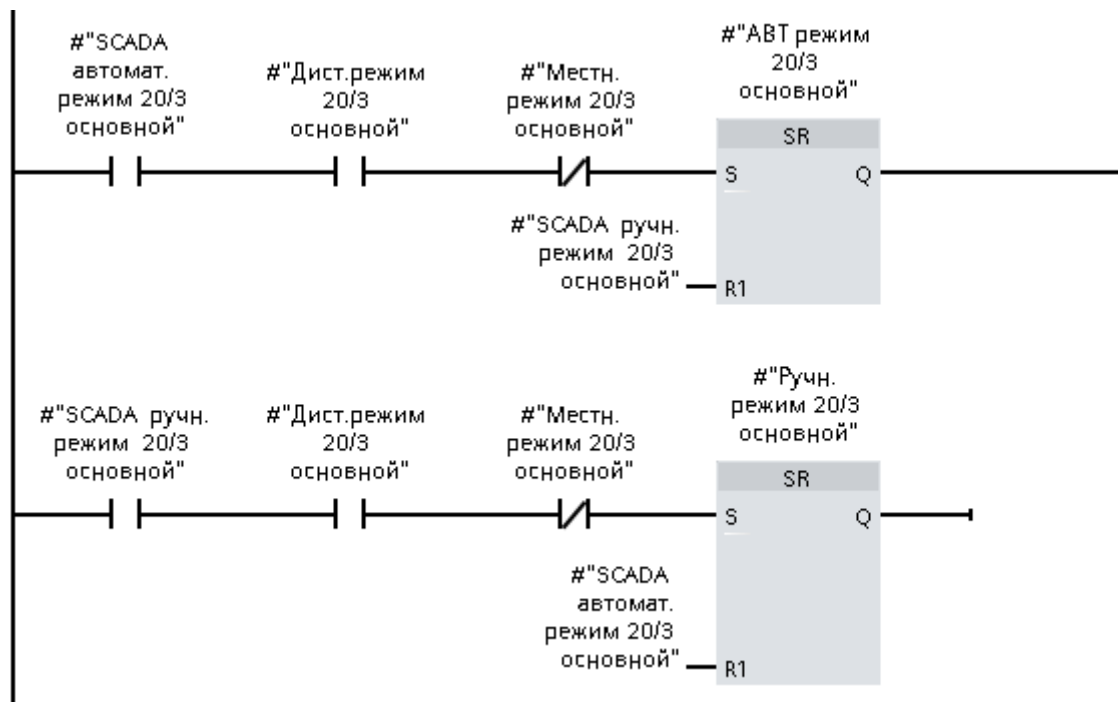 #"SCADA
автомат.
режим 20/3
основной"
#"Дист.режим
20/3
основной"
#"Местн.
режим 20/3
основной"
#"АВТ режим
20/3
основной"
SR
S
Q
#"SCADA ручн.
режим 20/3
основной"
R1
#"SCADA ручн.
режим 20/3
основной"
#"Дист.режим
20/3
основной"
#"Местн.
режим 20/3
основной"
#"Ручн.
режим 20/3
основной"
SR
S
Q
#"SCADA
автомат.
режим 20/3
основной"
R1